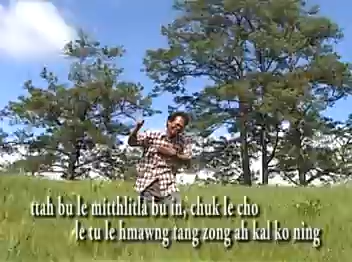 ttah bu le mitthlitla bu in, chuk le cho
le tu le hmawng tang zong ah kal ko ning